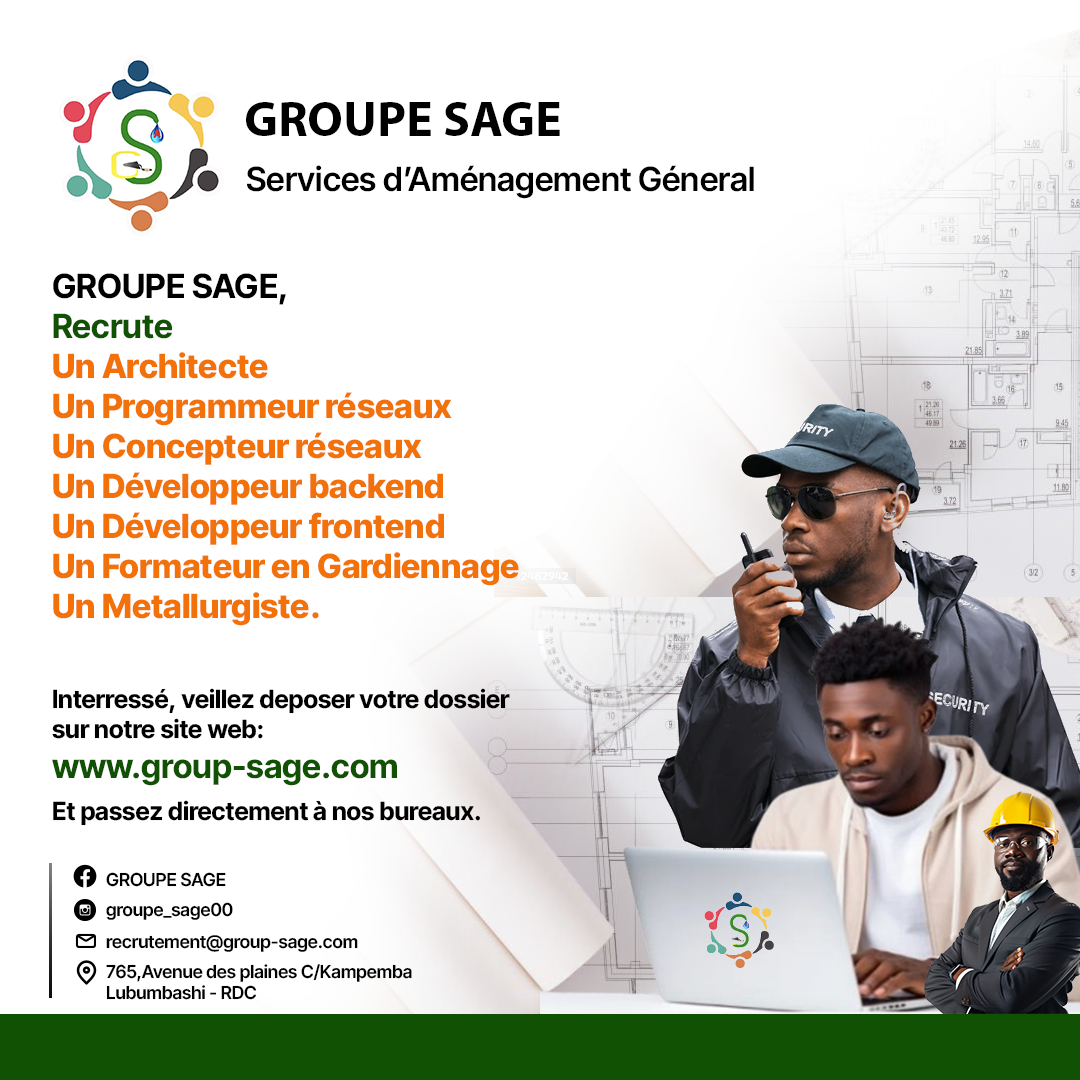 GROUPE SAGE
Services d’Aménagement Géneral
GROUPE SAGE,
Recrute
Un Architecte
Un Programmeur réseaux
Un Concepteur réseaux
Un Développeur backend
Un Développeur frontend
Un Formateur en Gardiennage
Un Metallurgiste.
Interressé, veillez deposer votre dossier
sur notre site web:
www.group-sage.com
Et passez directement à nos bureaux.
GROUPE SAGE
groupe_sage00
recrutement@group-sage.com
765,Avenue des plaines C/Kampemba
Lubumbashi - RDC
SECURITY